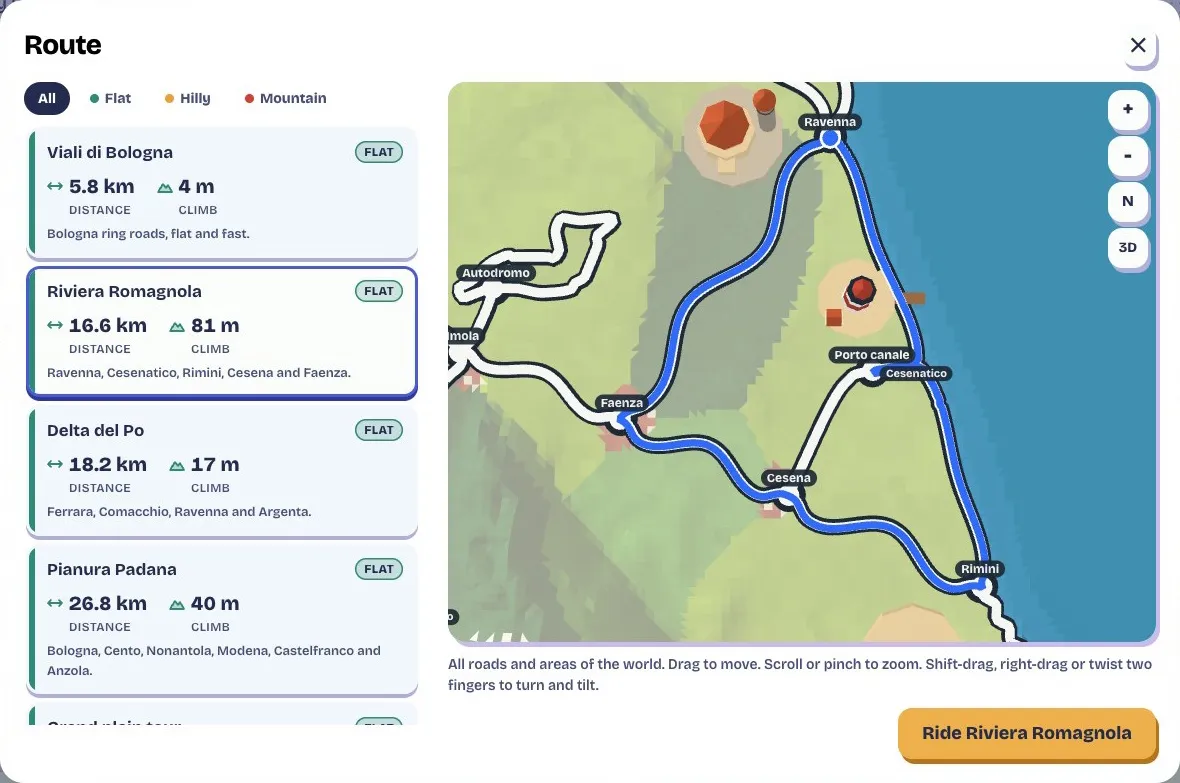 Route
All
Flat
Hilly
Mountain
Viali di Bologna
FLAT
5.8 km
4 m
DISTANCE
CLIMB
Bologna ring roads, flat and fast.
Riviera Romagnola
FLAT
16.6 km
81 m
DISTANCE
CLIMB
Ravenna, Cesenatico, Rimini, Cesena and Faenza.
Delta del Po
FLAT
18.2 km
17 m
DISTANCE
CLIMB
Ferrara, Comacchio, Ravenna and Argenta.
Pianura Padana
FLAT
26.8 km
40 m
DISTANCE
CLIMB
Bologna, Cento, Nonantola, Modena, Castelfranco and
Anzola.
Ravenna
Autodromo
mola
Porto canale
Cesenatico
Faenza
Cesena
Rimini
+
-
N
3D
All roads and areas of the world. Drag to move. Scroll or pinch to zoom. Shift-drag, right-drag or twist two
fingers to turn and tilt.
Ride Riviera Romagnola